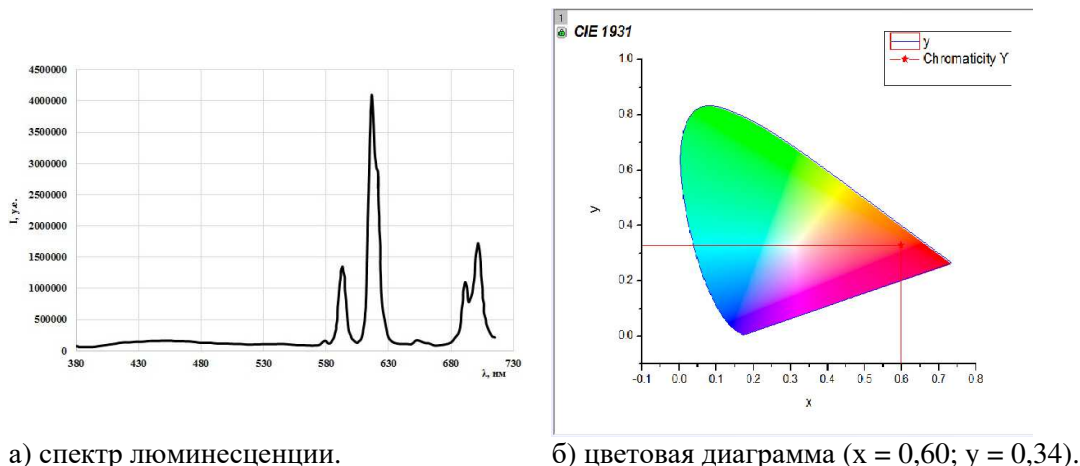 4500000
4000000
3500000
3000000
2500000
2000000
1500000
1000000
500000
0
I, у.е.
380 430 480 530 580 630 680 730
λ, нм
1
CIE 1931
y
Chromaticity Y
1.0
0.8
0.6
0.4
0.2
0.0
y
-0.1 0.0 0.1 0.2 0.3 0.4 0.5 0.6 0.7 0.8
x
а) спектр люминесценции.
б) цветовая диаграмма (x = 0,60; y = 0,34).